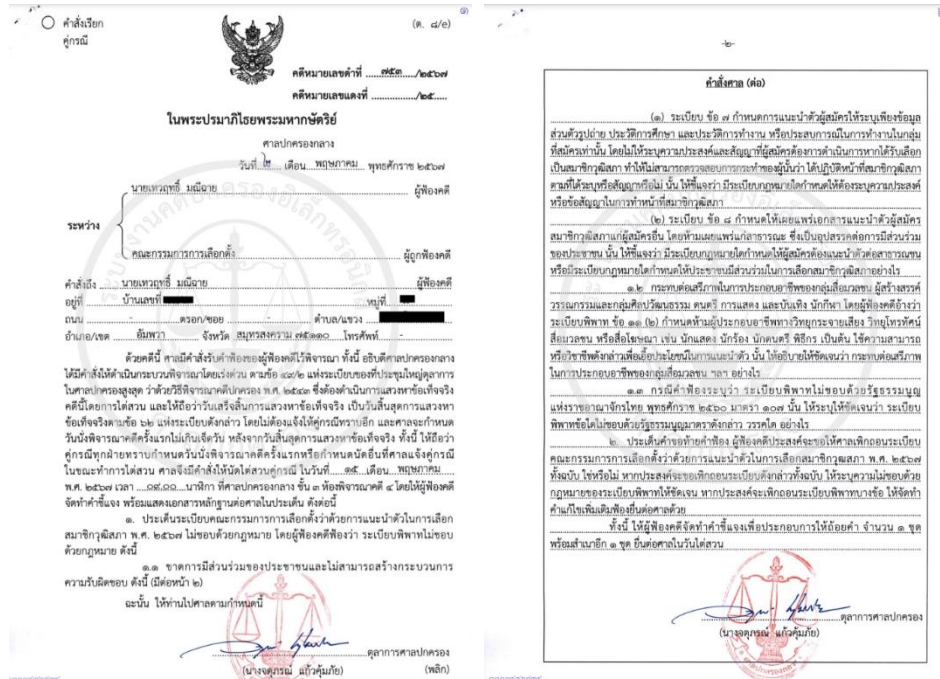 ๑
คำสั่งเรียก
คู่กรณี
(ต. ๘/๑)
คดีหมายเลขดำที่ ......๗๕๓....../๒๕๖๗
คดีหมายเลขแดงที่ ................/๒๕......
ในพระปรมาภิไธยพระมหากษัตริย์
ศาลปกครองกลาง
วันที่ ๒ เดือน พฤษภาคม พุทธศักราช ๒๕๖๗
นายเทวฤทธิ์ มณีฉาย ผู้ฟ้องคดี
ระหว่าง
คณะกรรมการการเลือกตั้ง ผู้ถูกฟ้องคดี
คำสั่งถึง นายเทวฤทธิ์ มณีฉาย ผู้ฟ้องคดี
อยู่ที่ บ้านเลขที่ หมู่ที่
ถนน - ตรอก/ซอย - ตำบล/แขวง
อำเภอ/เขต อัมพวา จังหวัด สมุทรสงคราม ๗๕๑๑๐ โทรศัพท์
ด้วยคดีนี้ ศาลมีคำสั่งรับคำฟ้องของผู้ฟ้องคดีไว้พิจารณา ทั้งนี้ อธิบดีศาลปกครองกลาง
ได้มีคำสั่งให้ดำเนินกระบวนพิจารณาโดยเร่งด่วน ตามข้อ ๔๙/๒ แห่งระเบียบของที่ประชุมใหญ่ตุลาการ
ในศาลปกครองสูงสุด ว่าด้วยวิธีพิจารณาคดีปกครอง พ.ศ. ๒๕๔๓ ซึ่งต้องดำเนินการแสวงหาข้อเท็จจริง
คดีนี้โดยการไต่สวน และให้ถือว่าวันเสร็จสิ้นการแสวงหาข้อเท็จจริง เป็นวันสิ้นสุดการแสวงหา
ข้อเท็จจริงตามข้อ ๖๒ แห่งระเบียบดังกล่าว โดยไม่ต้องแจ้งให้คู่กรณีทราบอีก และศาลจะกำหนด
วันนั่งพิจารณาคดีครั้งแรกไม่เกินเจ็ดวัน หลังจากวันสิ้นสุดการแสวงหาข้อเท็จจริง ทั้งนี้ ให้ถือว่า
คู่กรณีทุกฝ่ายทราบกำหนดวันนั่งพิจารณาคดีครั้งแรกหรือกำหนดนัดอื่นที่ศาลแจ้งคู่กรณี
ในขณะทำการไต่สวน ศาลจึงมีคำสั่งให้นัดไต่สวนคู่กรณี ในวันที่ ๑๕ เดือน พฤษภาคม
พ.ศ. ๒๕๖๗ เวลา ๐๙.๐๐ นาฬิกา ที่ศาลปกครองกลาง ชั้น ๓ ห้องพิจารณาคดี ๔ โดยให้ผู้ฟ้องคดี
จัดทำคำชี้แจง พร้อมแสดงเอกสารหลักฐานต่อศาลในประเด็น ดังต่อนี้
๑. ประเด็นระเบียบคณะกรรมการการเลือกตั้งว่าด้วยการแนะนำตัวในการเลือก
สมาชิกวุฒิสภา พ.ศ. ๒๕๖๗ ไม่ชอบด้วยกฎหมาย โดยผู้ฟ้องคดีฟ้องว่า ระเบียบพิพาทไม่ชอบ
ด้วยกฎหมาย ดังนี้
๑.๑ ขาดการมีส่วนร่วมของประชาชนและไม่สามารถสร้างกระบวนการ
ความรับผิดชอบ ดังนี้ (มีต่อหน้า ๒)
ฉะนั้น ให้ท่านไปศาลตามกำหนดนี้
ตุลาการศาลปกครอง
(นางจตุภรณ์ แก้วคุ้มภัย)
(พลิก)
-๒-
คำสั่งศาล (ต่อ)
(๑) ระเบียบ ข้อ ๗ กำหนดการแนะนำตัวผู้สมัครให้ระบุเพียงข้อมูล
ส่วนตัวรูปถ่าย ประวัติการศึกษา และประวัติการทำงาน หรือประสบการณ์ในการทำงานในกลุ่ม
ที่สมัครเท่านั้น โดยไม่ให้ระบุความประสงค์และสัญญาที่ผู้สมัครต้องการดำเนินการหากได้รับเลือก
เป็นสมาชิกวุฒิสภา ทำให้ไม่สามารถตรวจสอบการกระทำของผู้นั้นว่า ได้ปฏิบัติหน้าที่สมาชิกวุฒิสภา
ตามที่ได้ระบุหรือสัญญาหรือไม่ นั้น ให้ชี้แจงว่า มีระเบียบกฎหมายใดกำหนดให้ต้องระบุความประสงค์
หรือข้อสัญญาในการทำหน้าที่สมาชิกวุฒิสภา
(๒) ระเบียบ ข้อ ๘ กำหนดให้เผยแพร่เอกสารแนะนำตัวผู้สมัคร
สมาชิกวุฒิสภาแก่ผู้สมัครอื่น โดยห้ามเผยแพร่แก่สาธารณะ ซึ่งเป็นอุปสรรคต่อการมีส่วนร่วม
ของประชาชน นั้น ให้ชี้แจงว่า มีระเบียบกฎหมายใดกำหนดให้ผู้สมัครต้องแนะนำตัวต่อสาธารณชน
หรือมีระเบียบกฎหมายใดกำหนดให้ประชาชนมีส่วนร่วมในการเลือกสมาชิกวุฒิสภาอย่างไร
๑.๒ กระทบต่อเสรีภาพในการประกอบอาชีพของกลุ่มสื่อมวลชน ผู้สร้างสรรค์
วรรณกรรมและกลุ่มศิลปวัฒนธรรม ดนตรี การแสดง และบันเทิง นักกีฬา โดยผู้ฟ้องคดีอ้างว่า
ระเบียบพิพาท ข้อ ๑๑ (๒) กำหนดห้ามผู้ประกอบอาชีพทางวิทยุกระจายเสียง วิทยุโทรทัศน์
สื่อมวลชน หรือสื่อโฆษณา เช่น นักแสดง นักร้อง นักดนตรี พิธีกร เป็นต้น ใช้ความสามารถ
หรือวิชาชีพดังกล่าวเพื่อเอื้อประโยชน์ในการแนะนำตัว นั้น ให้อธิบายให้ชัดเจนว่า กระทบต่อเสรีภาพ
ในการประกอบอาชีพของกลุ่มสื่อมวลชน ฯลฯ อย่างไร
๑.๓ กรณีคำฟ้องระบุว่า ระเบียบพิพาทไม่ชอบด้วยรัฐธรรมนูญ
แห่งราชอาณาจักรไทย พุทธศักราช ๒๕๖๐ มาตรา ๑๐๗ นั้น ให้ระบุให้ชัดเจนว่า ระเบียบ
พิพาทข้อใดไม่ชอบด้วยรัฐธรรมนูญมาตราดังกล่าว วรรคใด อย่างไร
๒. ประเด็นคำขอท้ายคำฟ้อง ผู้ฟ้องคดีประสงค์จะขอให้ศาลเพิกถอนระเบียบ
คณะกรรมการการเลือกตั้งว่าด้วยการแนะนำตัวในการเลือกสมาชิกวุฒิสภา พ.ศ. ๒๕๖๗
ทั้งฉบับ ใช่หรือไม่ หากประสงค์จะขอเพิกถอนระเบียบดังกล่าวทั้งฉบับ ให้ระบุความไม่ชอบด้วย
กฎหมายของระเบียบพิพาทให้ชัดเจน หากประสงค์จะเพิกถอนระเบียบพิพาทบางข้อ ให้จัดทำ
คำแก้ไขเพิ่มเติมฟ้องยื่นต่อศาลด้วย
ทั้งนี้ ให้ผู้ฟ้องคดีจัดทำคำชี้แจงเพื่อประกอบการให้ถ้อยคำ จำนวน ๑ ชุด
พร้อมสำเนาอีก ๑ ชุด ยื่นต่อศาลในวันไต่สวน
ตุลาการศาลปกครอง
(นางจตุภรณ์ แก้วคุ้มภัย)